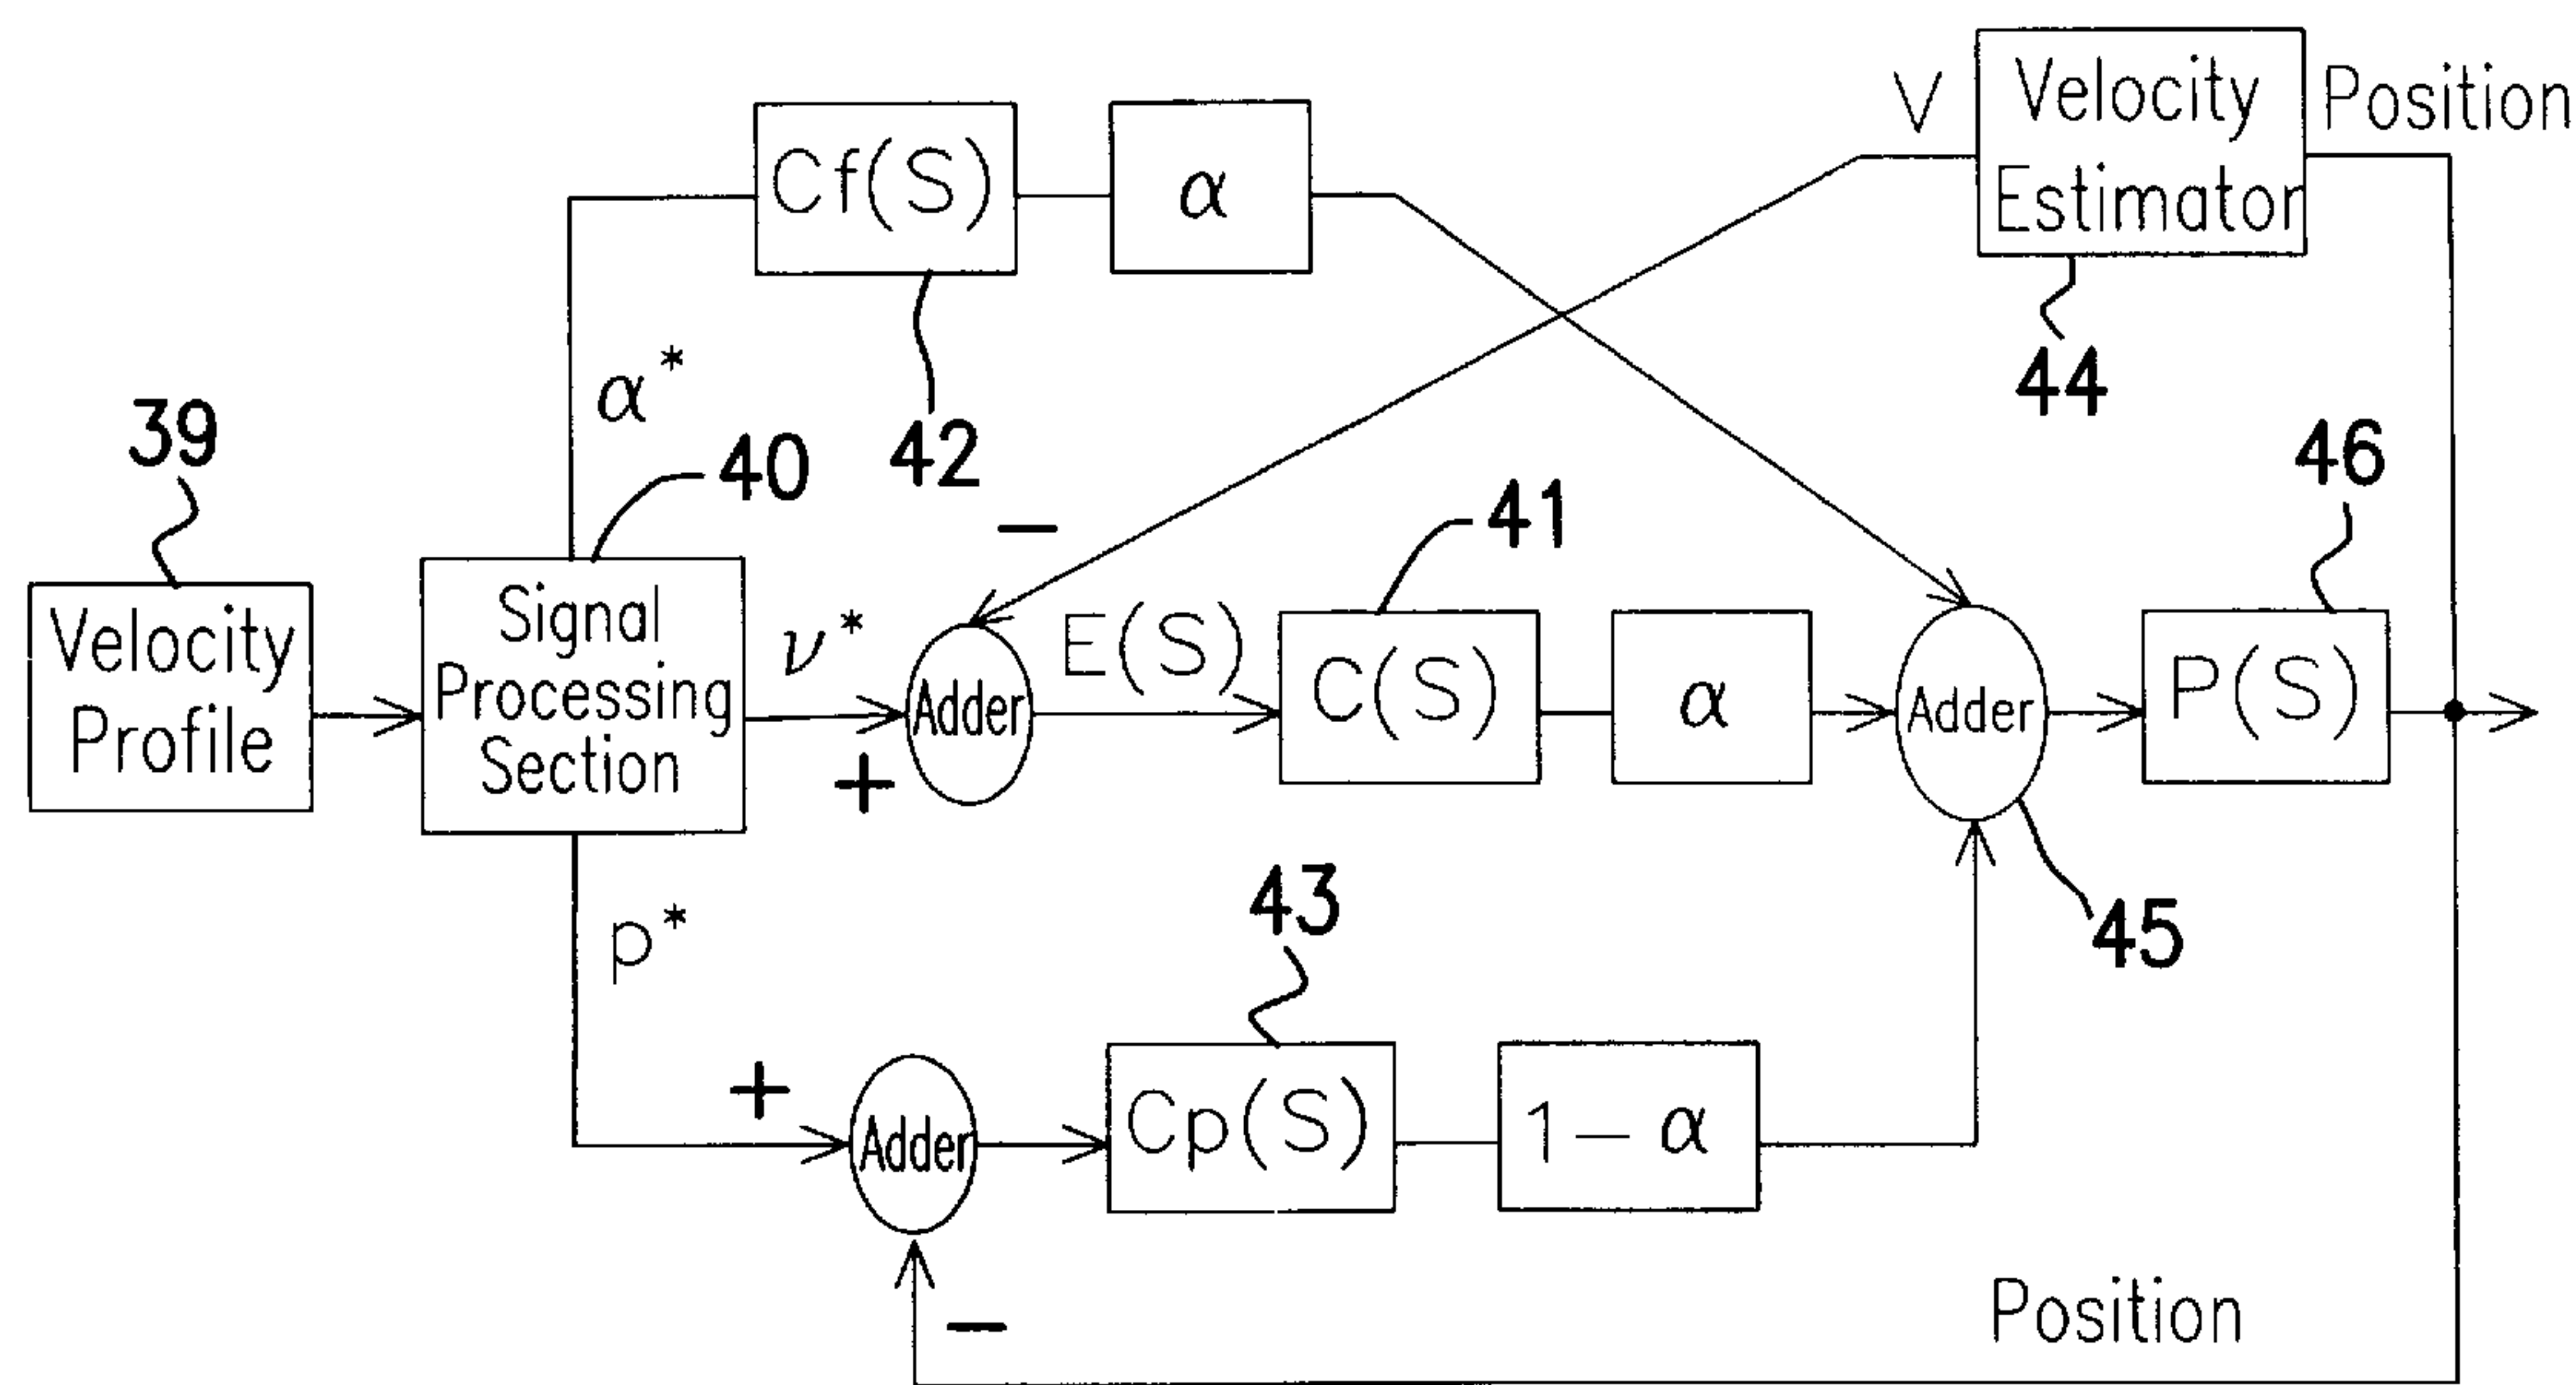 V
Velocity
Estimator
Position
Cf(S)
α
44
α*
42
39
40
46
41
−
Velocity
Profile
Signal
Processing
Section
ν*
+
Adder
E(S)
C(S)
α
Adder
P(S)
45
p*
43
+
Adder
Cp(S)
1−α
−
Position